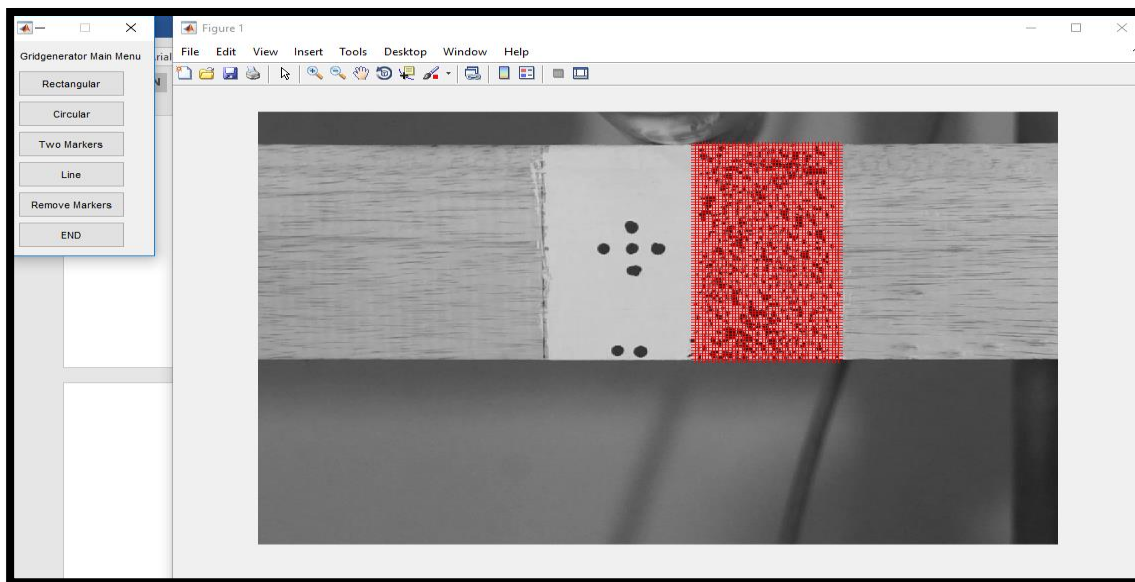 Gridgenerator Main Menu
Rectangular
Circular
Two Markers
Line
Remove Markers
END
rial
N
Figure 1
File Edit View Insert Tools Desktop Window Help